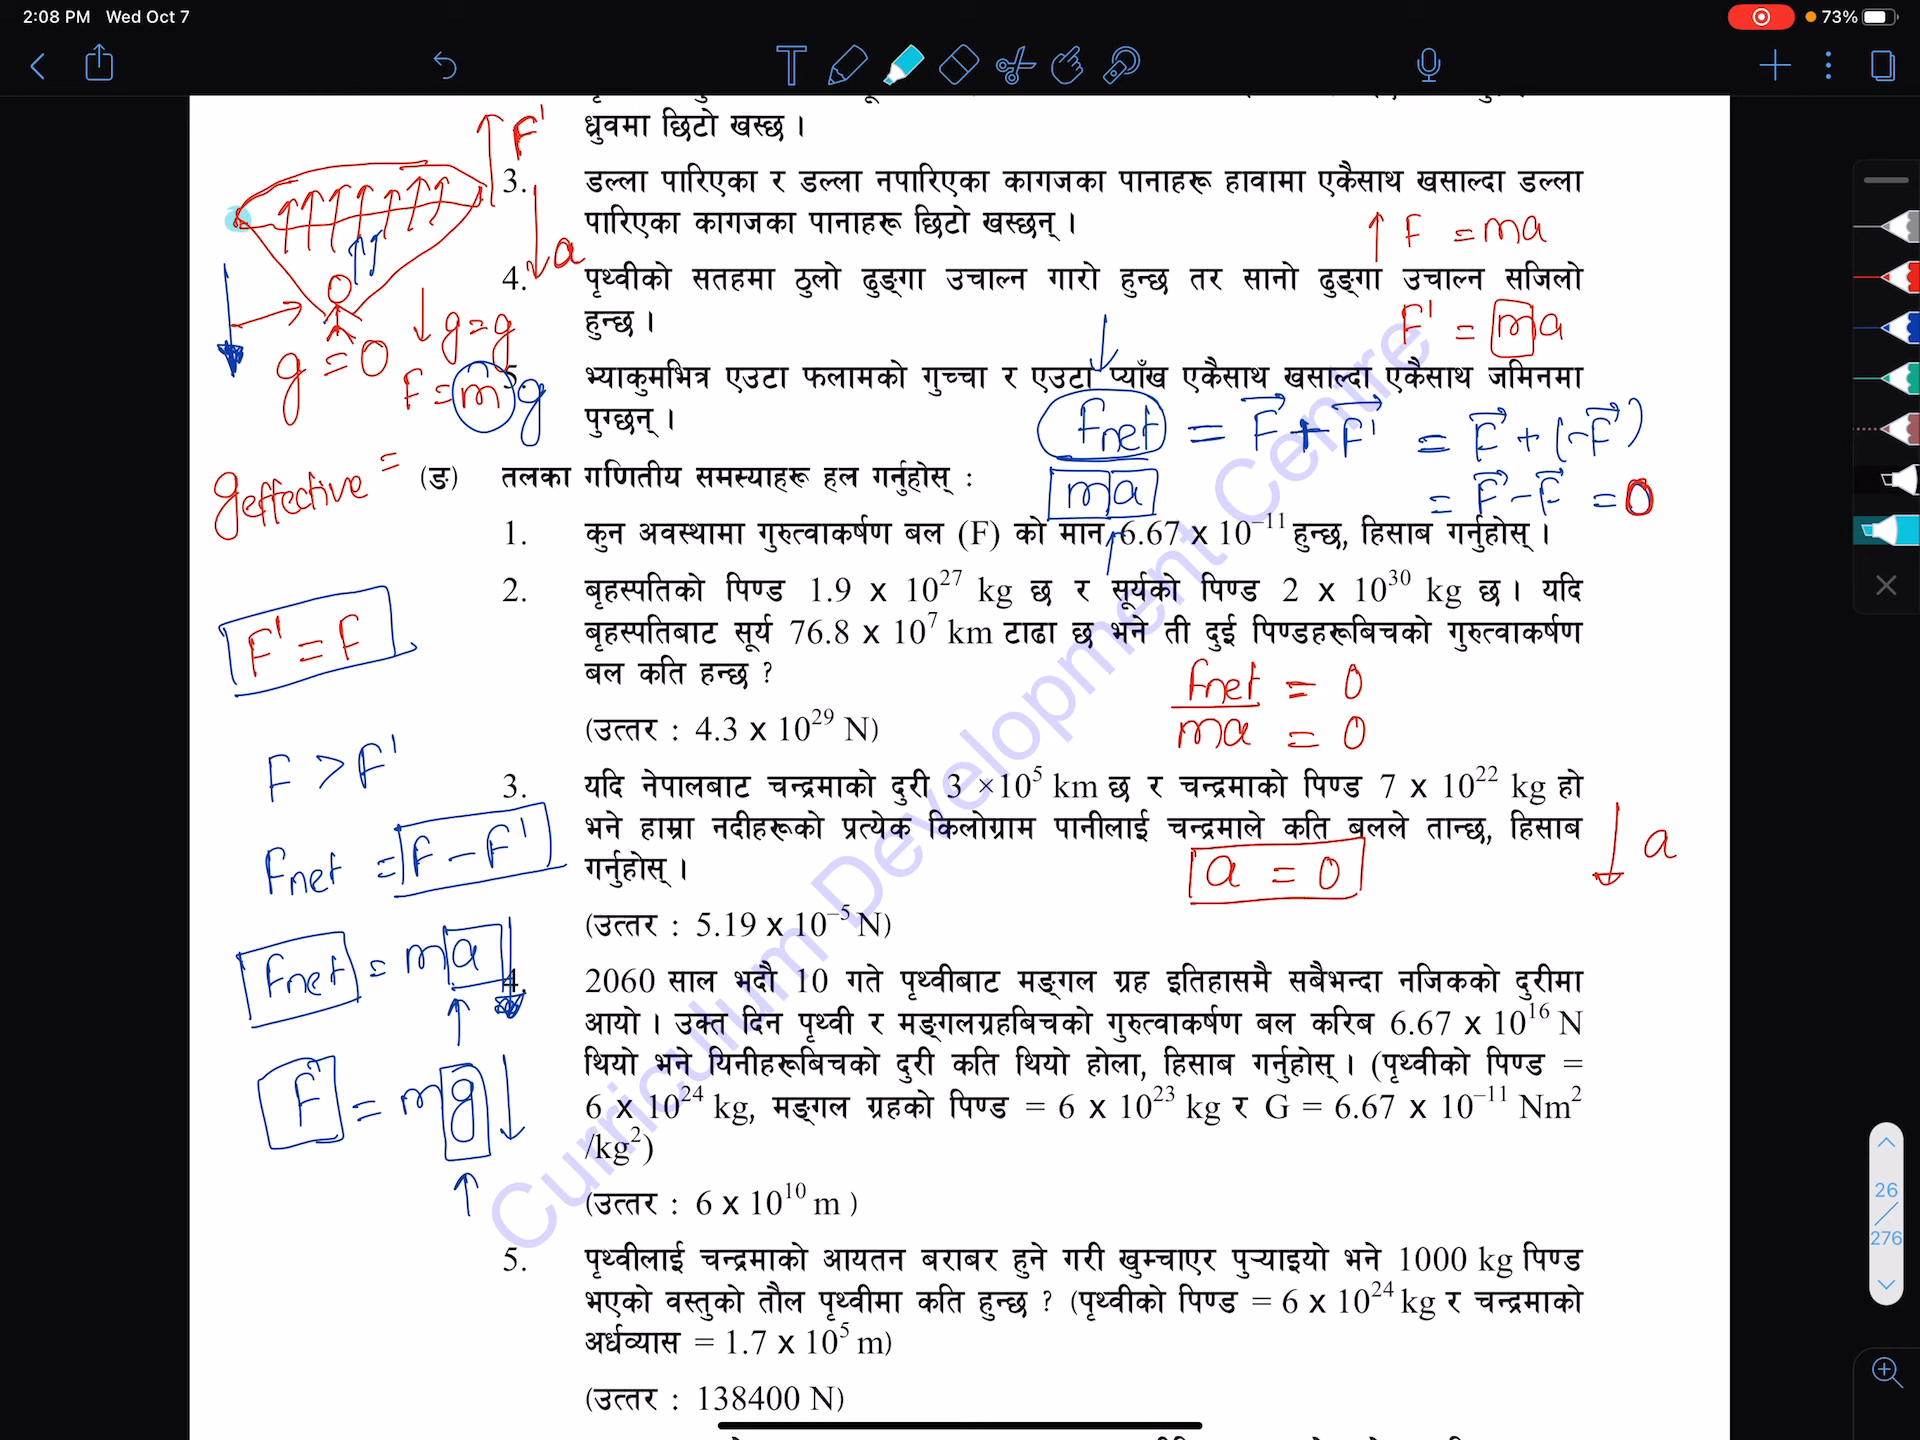 2:08 PM Wed Oct 7
73%
ध्रुवमा छिटो खस्छ ।
3. डल्ला पारिएका र डल्ला नपारिएका कागजका पानाहरू हावामा एकैसाथ खसाल्दा डल्ला
पारिएका कागजका पानाहरू छिटो खस्छन् ।
4. पृथ्वीको सतहमा ठुलो ढुङ्गा उचाल्न गारो हुन्छ तर सानो ढुङ्गा उचाल्न सजिलो
हुन्छ ।
5. भ्याकुमभित्र एउटा फलामको गुच्चा र एउटा प्वाँख एकैसाथ खसाल्दा एकैसाथ जमिनमा
पुग्छन् ।
(ङ) तलका गणितीय समस्याहरू हल गर्नुहोस् :
1. कुन अवस्थामा गुरुत्वाकर्षण बल (F) को मान 6.67 x 10⁻¹¹ हुन्छ, हिसाब गर्नुहोस् ।
2. बृहस्पतिको पिण्ड 1.9 x 10²⁷ kg छ र सूर्यको पिण्ड 2 x 10³⁰ kg छ । यदि
बृहस्पतिबाट सूर्य 76.8 x 10⁷ km टाढा छ भने ती दुई पिण्डहरूबिचको गुरुत्वाकर्षण
बल कति हन्छ ?
(उत्तर : 4.3 x 10²⁹ N)
3. यदि नेपालबाट चन्द्रमाको दुरी 3 ×10⁵ km छ र चन्द्रमाको पिण्ड 7 x 10²² kg हो
भने हाम्रा नदीहरूको प्रत्येक किलोग्राम पानीलाई चन्द्रमाले कति बलले तान्छ, हिसाब
गर्नुहोस् ।
(उत्तर : 5.19 x 10⁻⁵ N)
4. 2060 साल भदौ 10 गते पृथ्वीबाट मङ्गल ग्रह इतिहासमै सबैभन्दा नजिकको दुरीमा
आयो । उक्त दिन पृथ्वी र मङ्गलग्रहबिचको गुरुत्वाकर्षण बल करिब 6.67 x 10¹⁶ N
थियो भने यिनीहरूबिचको दुरी कति थियो होला, हिसाब गर्नुहोस् । (पृथ्वीको पिण्ड =
6 x 10²⁴ kg, मङ्गल ग्रहको पिण्ड = 6 x 10²³ kg र G = 6.67 x 10⁻¹¹ Nm²
/kg²)
(उत्तर : 6 x 10¹⁰ m )
5. पृथ्वीलाई चन्द्रमाको आयतन बराबर हुने गरी खुम्चाएर पुऱ्याइयो भने 1000 kg पिण्ड
भएको वस्तुको तौल पृथ्वीमा कति हुन्छ ? (पृथ्वीको पिण्ड = 6 x 10²⁴ kg र चन्द्रमाको
अर्धव्यास = 1.7 x 10⁵ m)
(उत्तर : 138400 N)
Curriculum Development Centre
F'
a
g = 0
g = g
F = mg
g effective =
F' = F
F > F'
Fnet = F – F'
Fnet = ma
F = mg
F = ma
F' = ma
Fnet = F + F' = F + (-F)
ma
= F – F = 0
Fnet = 0
ma = 0
a = 0
a
26
/
276